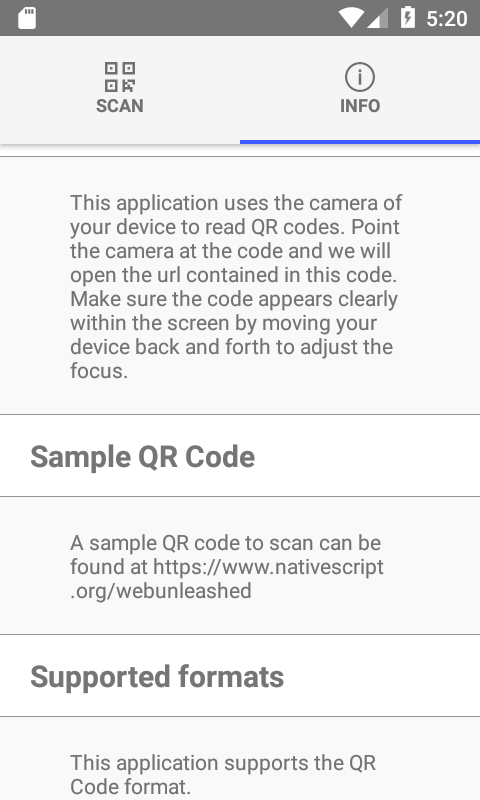 5:20
SCAN
INFO
This application uses the camera of
your device to read QR codes. Point
the camera at the code and we will
open the url contained in this code.
Make sure the code appears clearly
within the screen by moving your
device back and forth to adjust the
focus.
Sample QR Code
A sample QR code to scan can be
found at https://www.nativescript
.org/webunleashed
Supported formats
This application supports the QR
Code format.